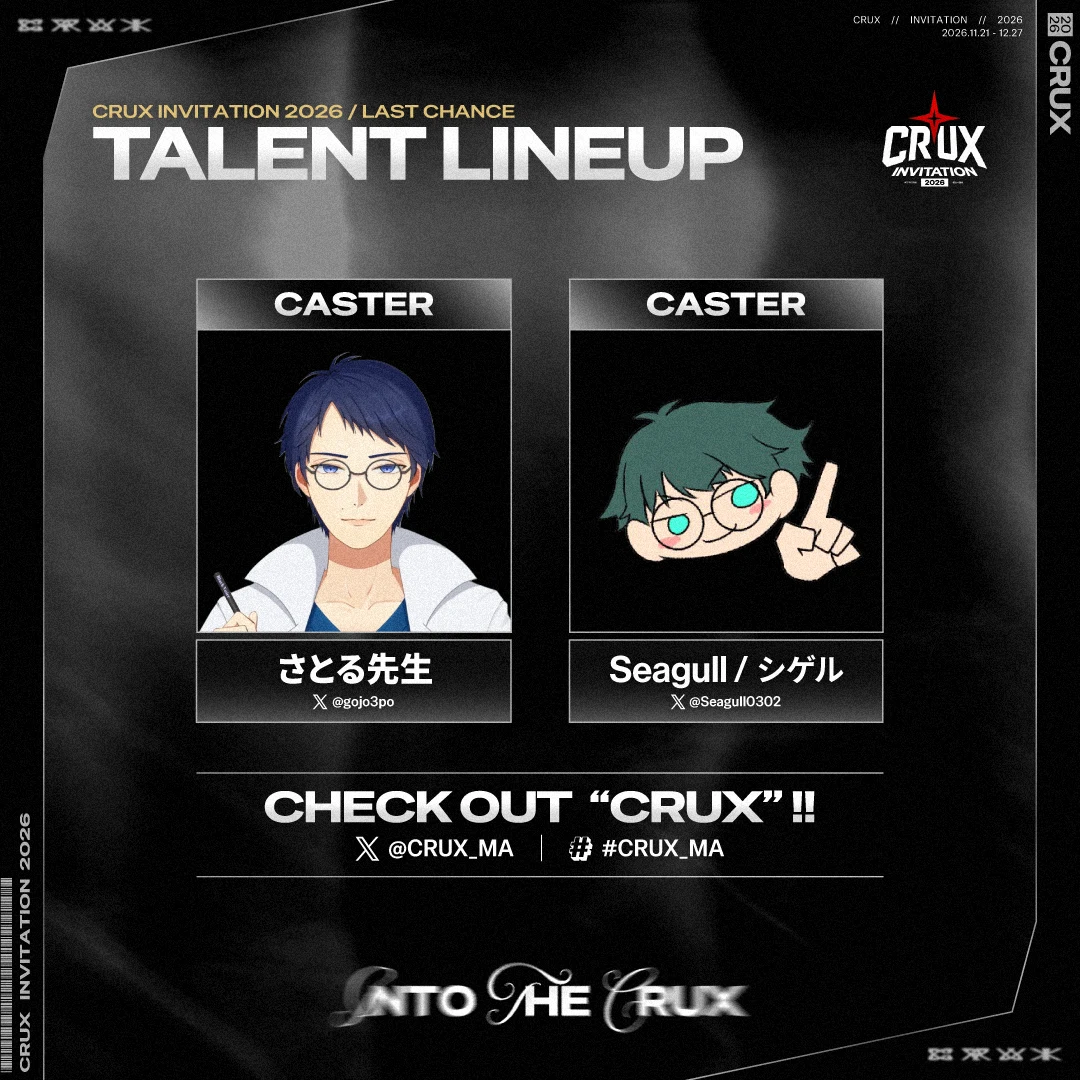 CRUX // INVITATION // 2026
2026.11.21 - 12.27
2026 CRUX
CRUX INVITATION 2026 / LAST CHANCE
TALENT LINEUP
CRUX
INVITATION
2026
CASTER
CASTER
さとる先生
@gojo3po
Seagull / シゲル
@Seagull0302
CHECK OUT “CRUX” !!
@CRUX_MA
#CRUX_MA
CRUX INVITATION 2026
INTO THE CRUX